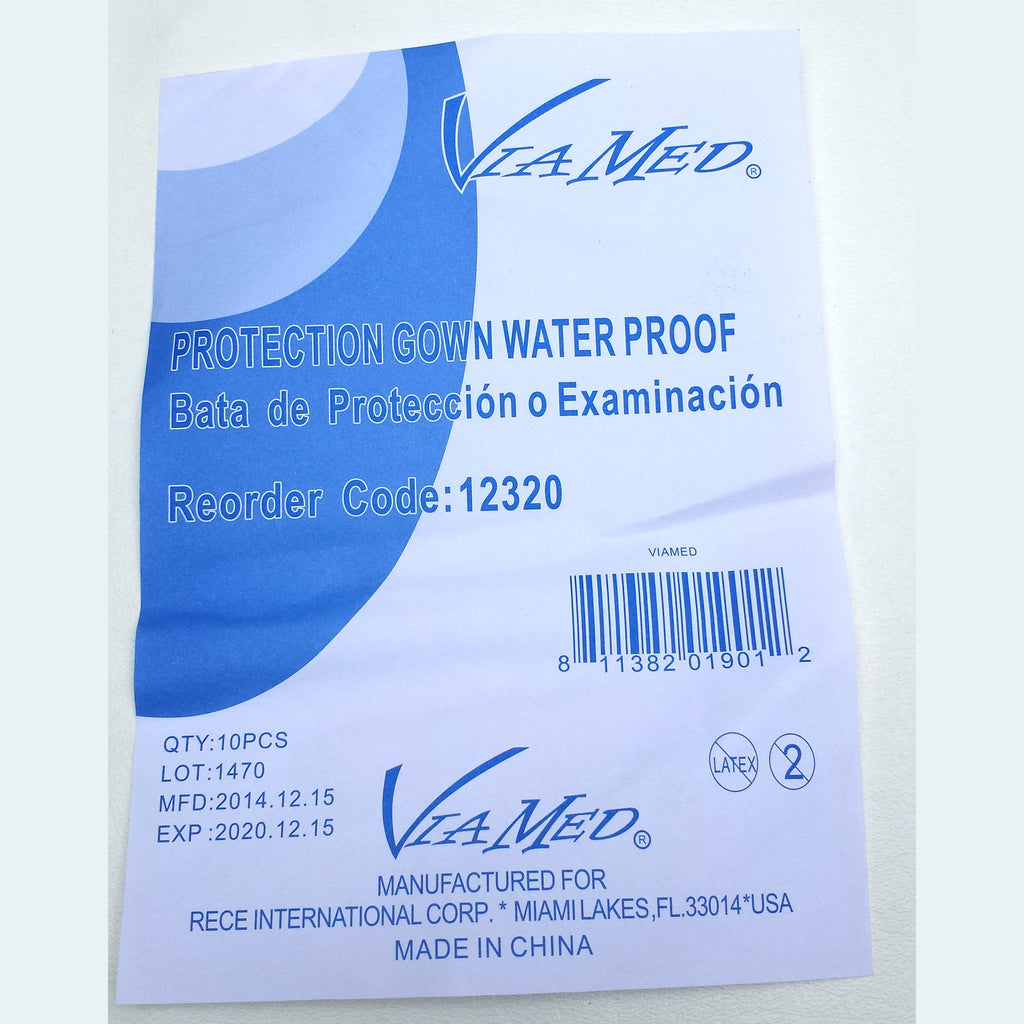 VIAMED®
PROTECTION GOWN WATER PROOF
Bata de Protección o Examinación
Reorder Code:12320
VIAMED
8 11382 01901 2
QTY:10PCS
LOT:1470
MFD:2014.12.15
EXP:2020.12.15
LATEX 2
VIAMED®
MANUFACTURED FOR
RECE INTERNATIONAL CORP. * MIAMI LAKES,FL.33014*USA
MADE IN CHINA